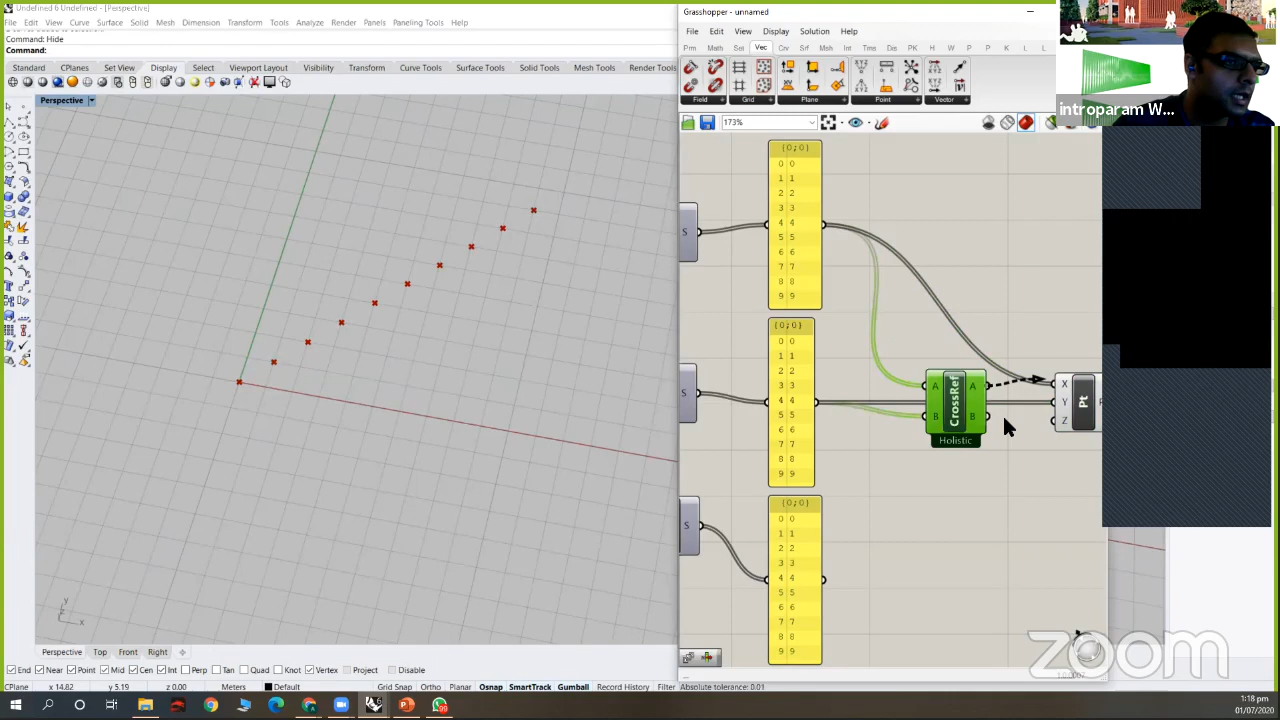 Undefined 6 Undefined - [Perspective]
File Edit View Curve Surface Solid Mesh Dimension Transform Tools Analyze Render Panels Paneling Tools Help
Command: Hide
Command:
Standard CPlanes Set View Display Select Viewport Layout Visibility Transform Curve Tools Surface Tools Solid Tools Mesh Tools Render Tools
Perspective
y
z
x
Perspective Top Front Right
End Near Point Mid Cen Int Perp Tan Quad Knot Vertex Project Disable
CPlane x 14.82 y 5.19 z 0.00 Meters Default Grid Snap Ortho Planar Osnap SmartTrack Gumball Record History Filter Absolute tolerance: 0.01
Grasshopper - unnamed
File Edit View Display Solution Help
Prm Math Set Vec Crv Srf Msh Int Trns Dis PK H W P P K L L
Field Grid Plane Point Vector
173%
S
{0;0}
0 0
1 1
2 2
3 3
4 4
5 5
6 6
7 7
8 8
9 9
S
{0;0}
0 0
1 1
2 2
3 3
4 4
5 5
6 6
7 7
8 8
9 9
S
{0;0}
0 0
1 1
2 2
3 3
4 4
5 5
6 6
7 7
8 8
9 9
A CrossRef A
B B
Holistic
X
Y Pt
Z
1.0.0007
introparam W...
zoom
1:18 pm
01/07/2020